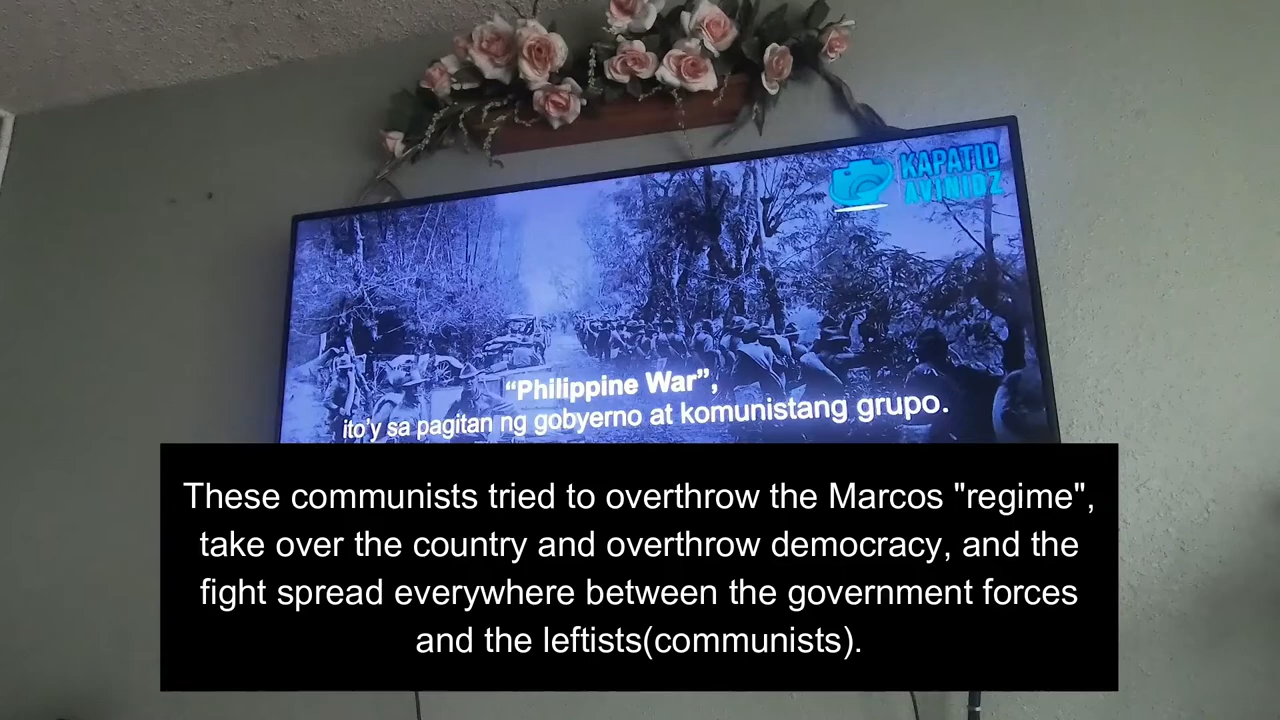 KAPATID
AVINIDZ
“Philippine War”,
ito'y sa pagitan ng gobyerno at komunistang grupo.
These communists tried to overthrow the Marcos "regime",
take over the country and overthrow democracy, and the
fight spread everywhere between the government forces
and the leftists(communists).